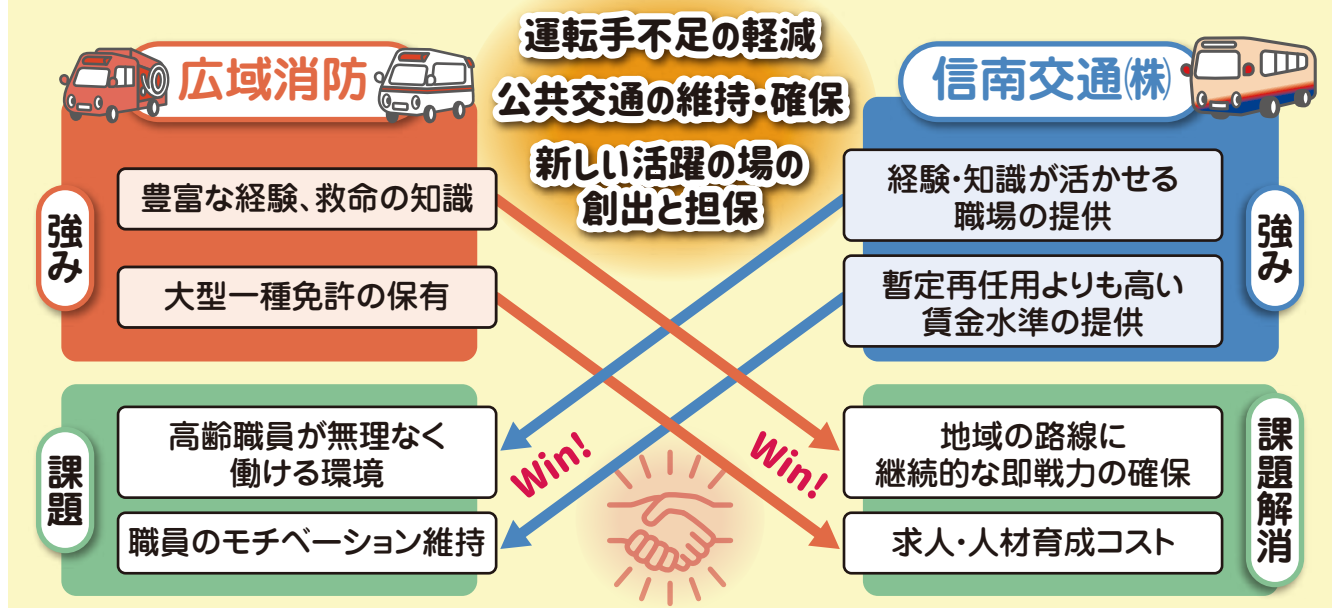 運転手不足の軽減
公共交通の維持・確保
新しい活躍の場の
創出と担保
広域消防
強み
豊富な経験、救命の知識
大型一種免許の保有
課題
高齢職員が無理なく
働ける環境
職員のモチベーション維持
信南交通㈱
強み
経験・知識が活かせる
職場の提供
暫定再任用よりも高い
賃金水準の提供
課題解消
地域の路線に
継続的な即戦力の確保
求人・人材育成コスト
Win!
Win!